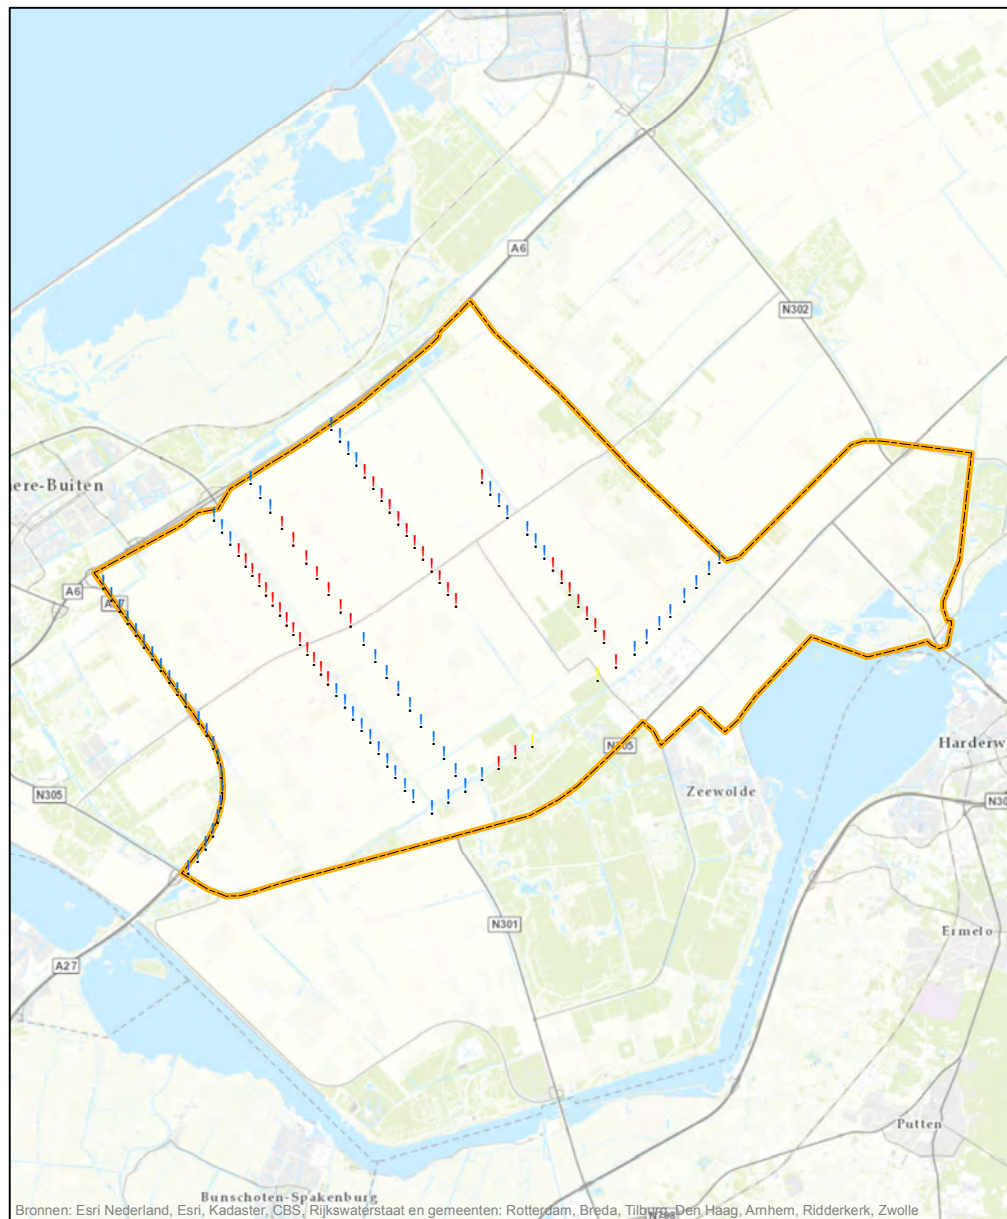 A6
N302
ere-Buiten
A6
N305
N305
Harderw
Zeewolde
N30
N301
Ermelo
A27
Putten
Bunschoten-Spakenburg
Bronnen: Esri Nederland, Esri, Kadaster, CBS, Rijkswaterstaat en gemeenten: Rotterdam, Breda, Tilburg, Den Haag, Arnhem, Ridderkerk, Zwolle